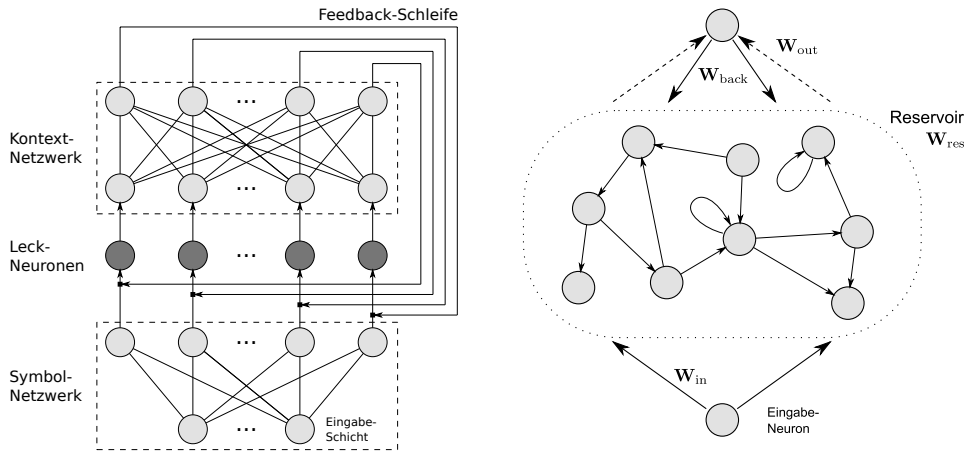 Feedback-Schleife
Kontext-
Netzwerk
...
...
Leck-
Neuronen
...
Symbol-
Netzwerk
...
...
Eingabe-
Schicht
W_out
W_back
Reservoir
W_res
W_in
Eingabe-
Neuron